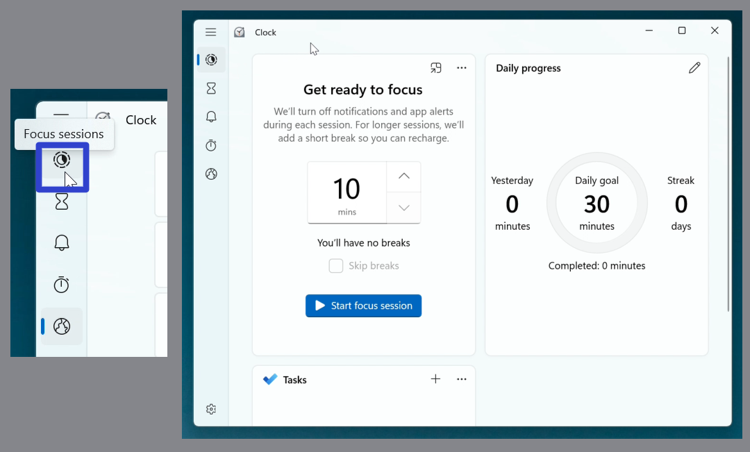 Clock
Focus sessions
Clock
Get ready to focus
We'll turn off notifications and app alerts
during each session. For longer sessions, we'll
add a short break so you can recharge.
10
mins
You'll have no breaks
Skip breaks
Start focus session
Daily progress
Yesterday
0
minutes
Daily goal
30
minutes
Streak
0
days
Completed: 0 minutes
Tasks